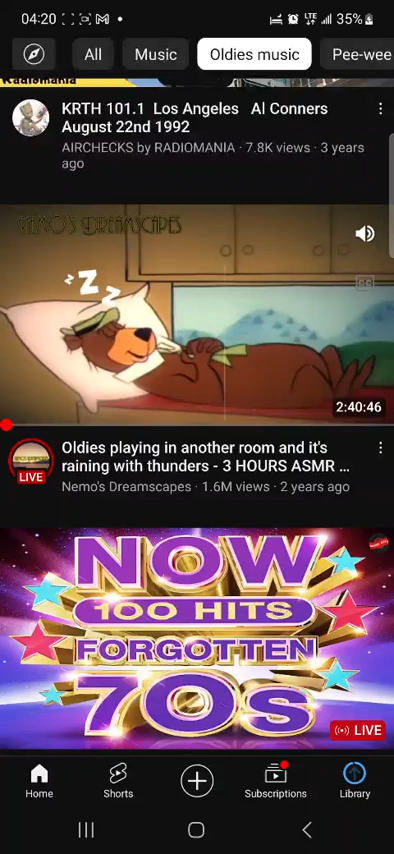 04:20
LTE
35%
All
Music
Oldies music
Pee-wee
Radiomania
KRTH 101.1 Los Angeles Al Conners
August 22nd 1992
AIRCHECKS by RADIOMANIA · 7.8K views · 3 years
ago
NEMO'S DREAMSCAPES
Z Z Z
CC
2:40:46
Oldies playing in another room and it's
raining with thunders - 3 HOURS ASMR ...
Nemo's Dreamscapes · 1.6M views · 2 years ago
LIVE
NOW
100 HITS
FORGOTTEN
70s
LIVE
Home
Shorts
Subscriptions
Library